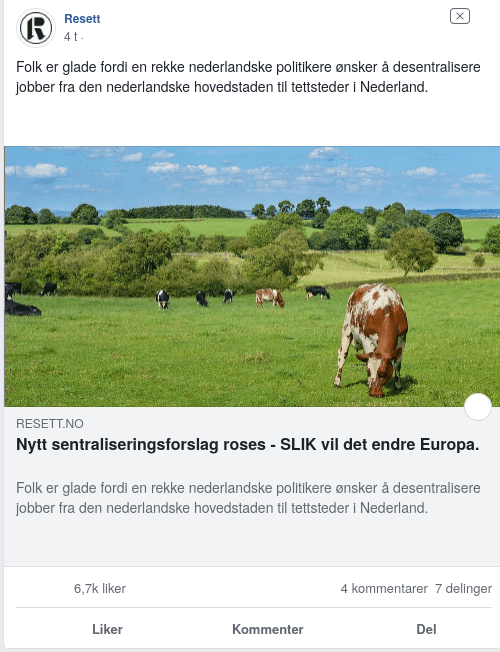 Resett
4 t ·
Folk er glade fordi en rekke nederlandske politikere ønsker å desentralisere
jobber fra den nederlandske hovedstaden til tettsteder i Nederland.
RESETT.NO
Nytt sentraliseringsforslag roses - SLIK vil det endre Europa.
Folk er glade fordi en rekke nederlandske politikere ønsker å desentralisere
jobber fra den nederlandske hovedstaden til tettsteder i Nederland.
6,7k liker 4 kommentarer 7 delinger
Liker Kommenter Del